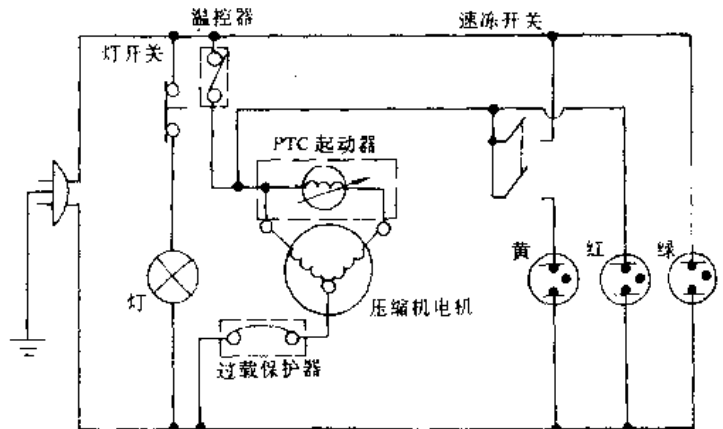 温控器
速冻开关
灯开关
PTC 起动器
黄
红
绿
灯
压缩机电机
过载保护器